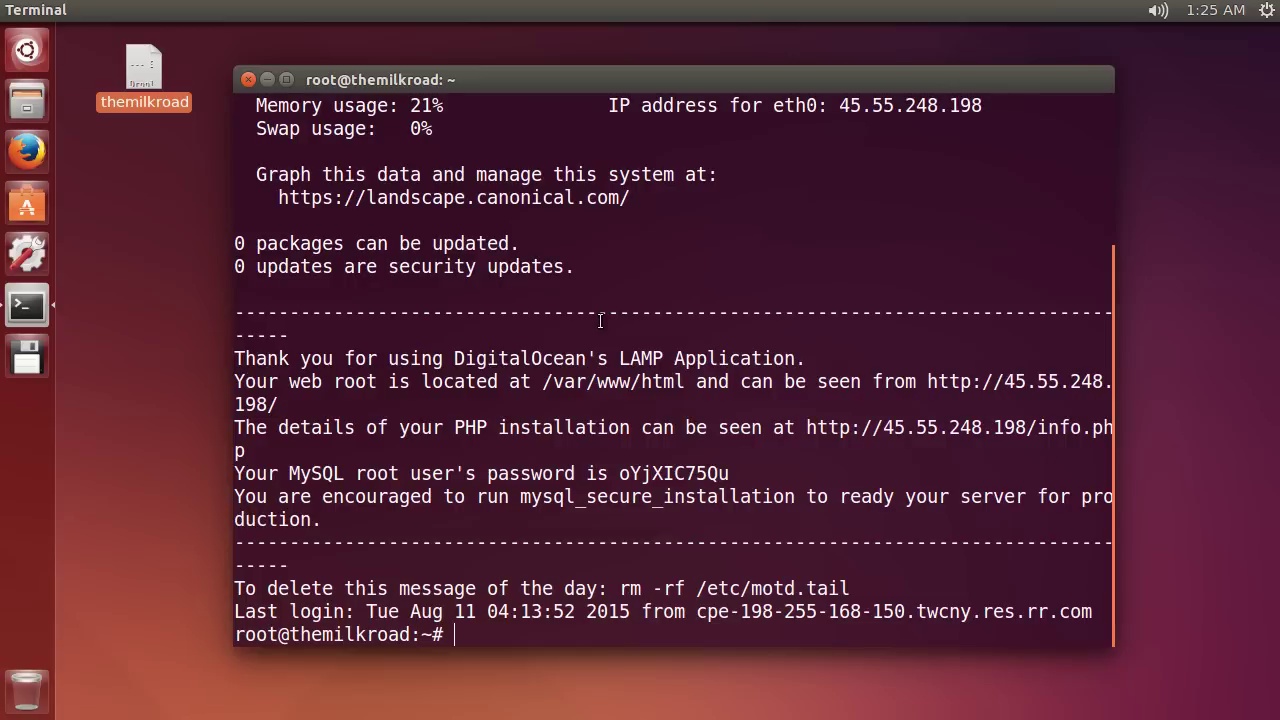 Terminal
1:25 AM
themilkroad
root@themilkroad: ~
Memory usage: 21% IP address for eth0: 45.55.248.198
Swap usage: 0%
Graph this data and manage this system at:
https://landscape.canonical.com/
0 packages can be updated.
0 updates are security updates.
--------------------------------------------------------------------------------
-----
Thank you for using DigitalOcean's LAMP Application.
Your web root is located at /var/www/html and can be seen from http://45.55.248.
198/
The details of your PHP installation can be seen at http://45.55.248.198/info.ph
p
Your MySQL root user's password is oYjXIC75Qu
You are encouraged to run mysql_secure_installation to ready your server for pro
duction.
--------------------------------------------------------------------------------
-----
To delete this message of the day: rm -rf /etc/motd.tail
Last login: Tue Aug 11 04:13:52 2015 from cpe-198-255-168-150.twcny.res.rr.com
root@themilkroad:~#